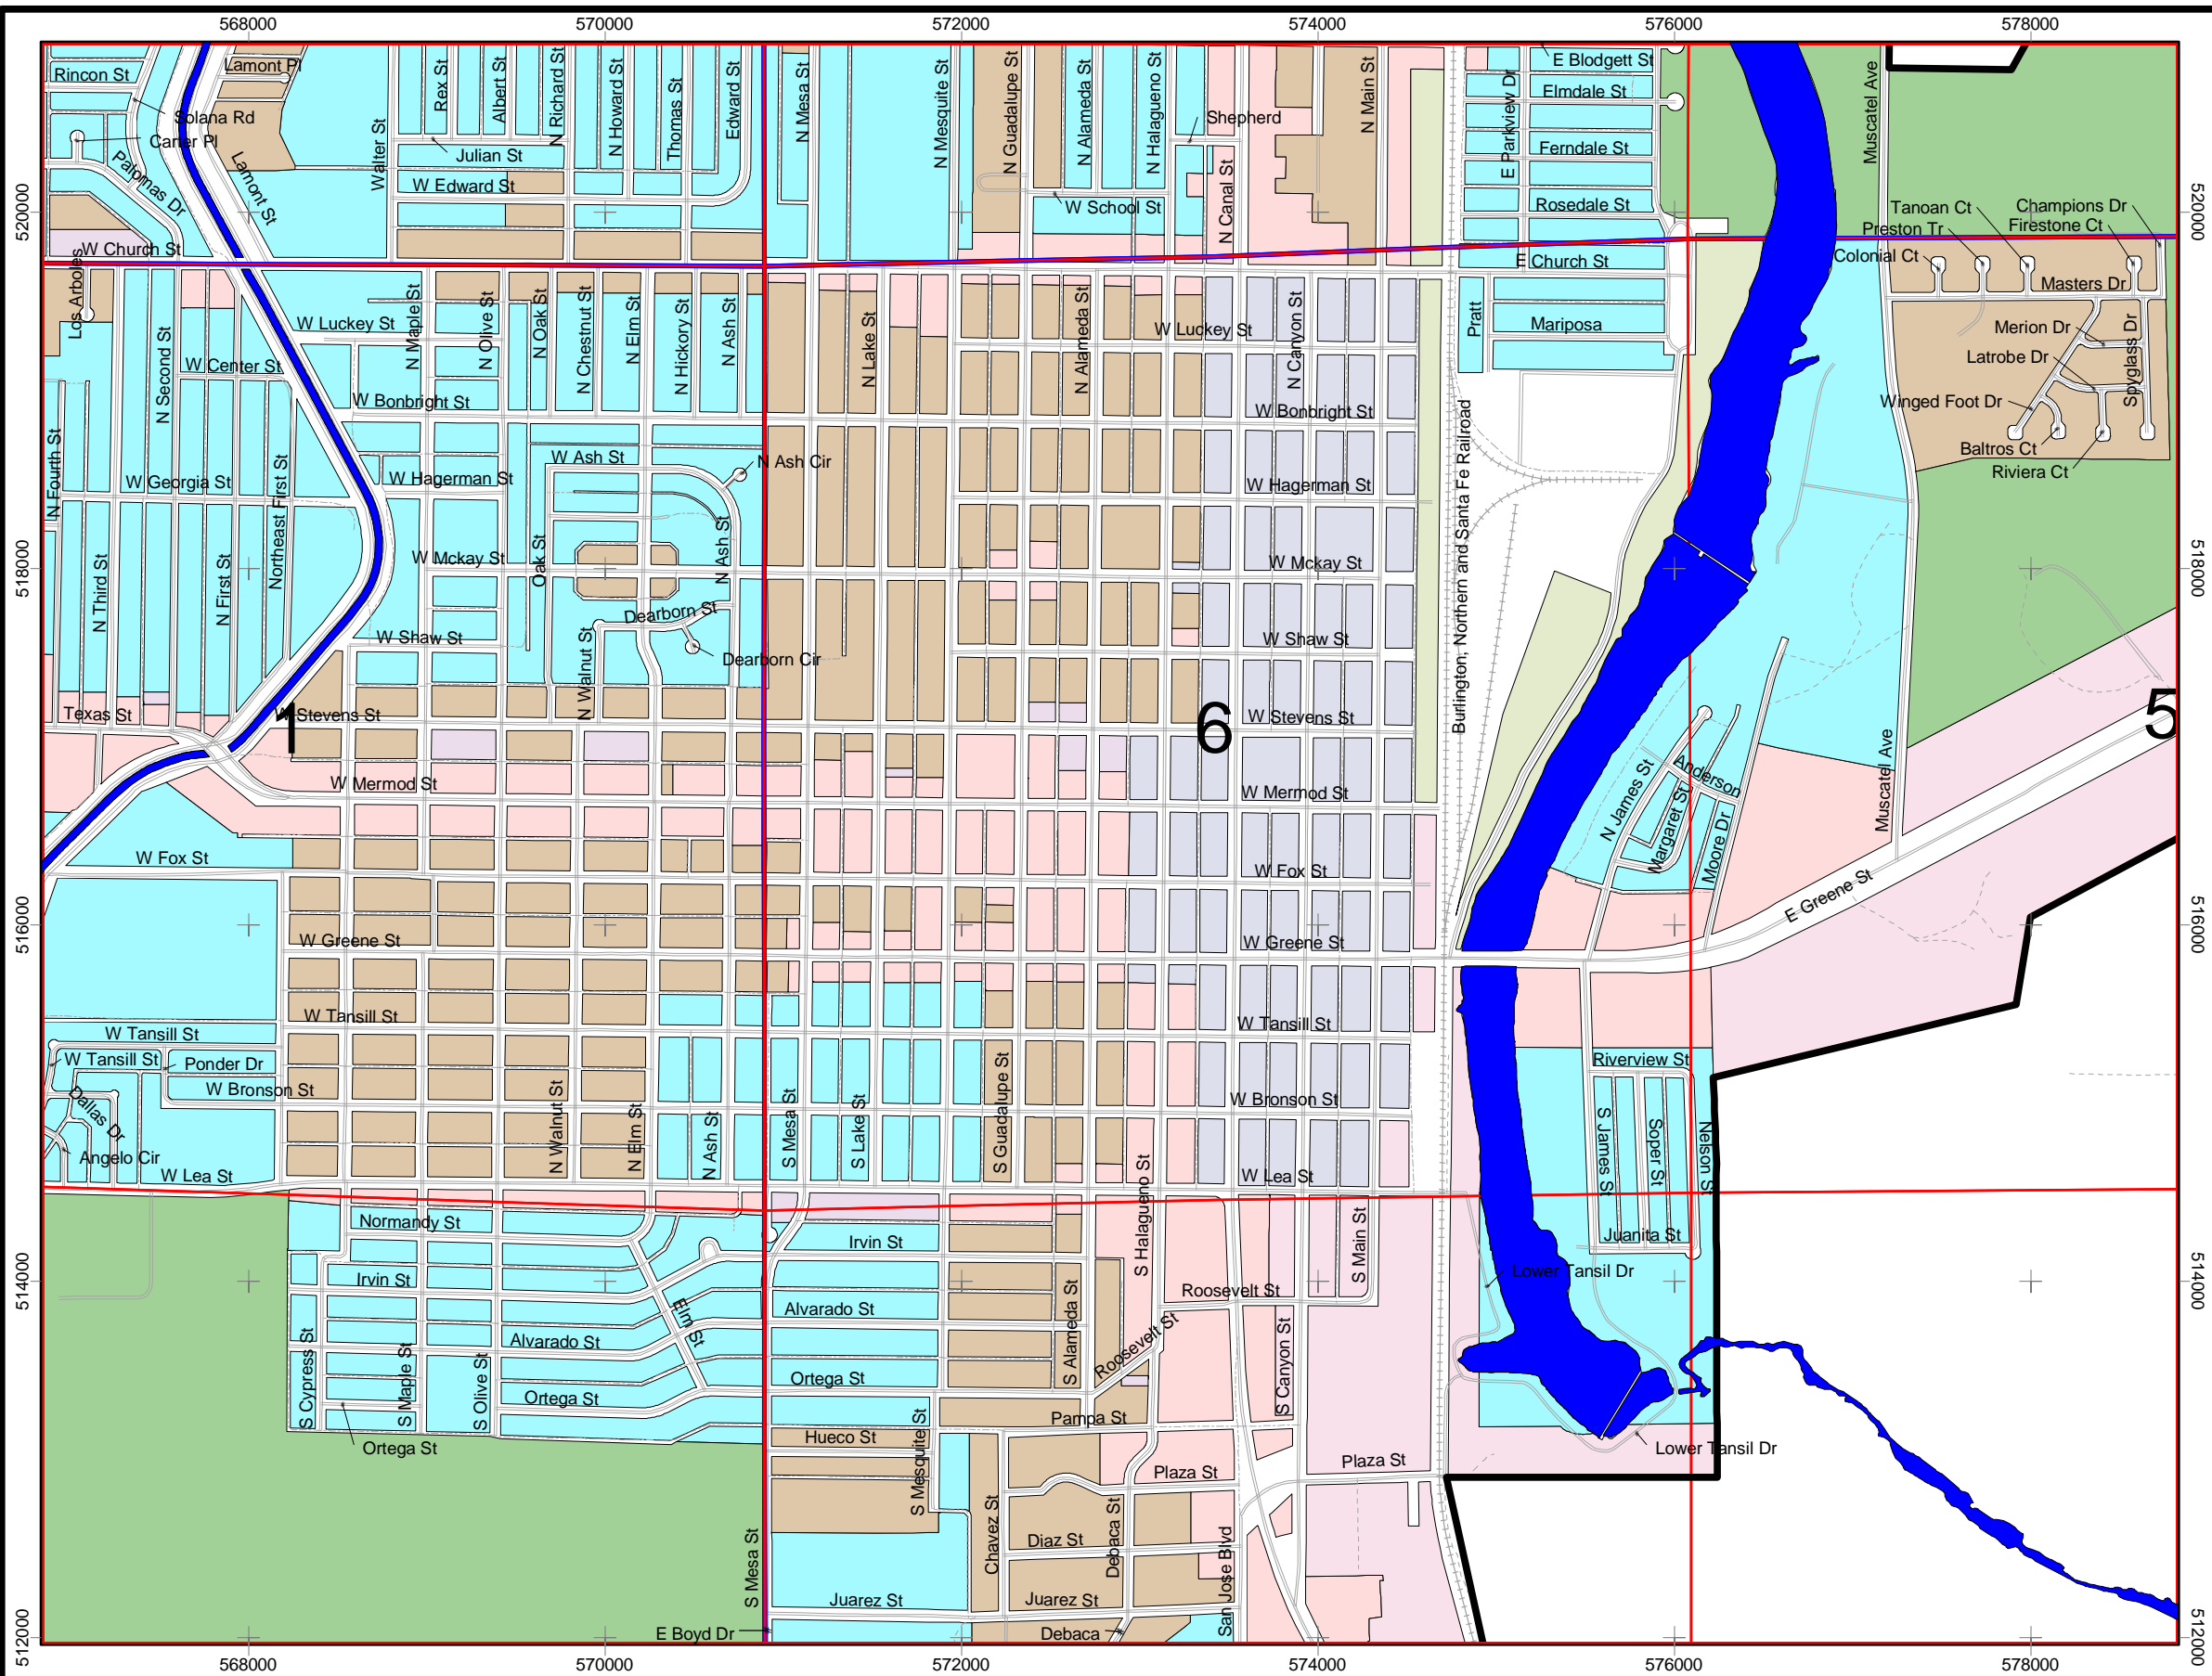 568000 570000 572000 574000 576000 578000
Rincon St
Lamont Pl
Solana Rd
Carter Pl
Palomas Dr
Lamont St
Walter St
Rex St
Albert St
N Richard St
N Howard St
Thomas St
Edward St
N Mesa St
N Mesquite St
N Guadalupe St
N Alameda St
N Halagueno St
Shepherd
N Canal St
N Main St
E Parkview Dr
E Blodgett St
Elmdale St
Ferndale St
Rosedale St
Muscatel Ave
Julian St
W Edward St
W School St
520000
520000
Tanoan Ct
Champions Dr
Preston Tr
Firestone Ct
Colonial Ct
Masters Dr
W Church St
E Church St
Los Arboles
W Luckey St
N Maple St
N Olive St
N Oak St
N Chestnut St
N Elm St
N Hickory St
N Ash St
N Lake St
N Alameda St
W Luckey St
N Canyon St
Pratt
Mariposa
Merion Dr
Latrobe Dr
Spyglass Dr
Winged Foot Dr
Baltros Ct
Riviera Ct
N Second St
W Center St
W Bonbright St
W Bonbright St
N Fourth St
W Georgia St
Northeast First St
W Hagerman St
W Ash St
N Ash Cir
W Hagerman St
Burlington, Northern and Santa Fe Railroad
N Third St
N First St
W Mckay St
Oak St
N Ash St
W Mckay St
518000
518000
Dearborn St
W Shaw St
N Walnut St
Dearborn Cir
W Shaw St
Texas St
W Stevens St
W Stevens St
1
6
5
W Mermod St
W Mermod St
N James St
Anderson
Margaret St
Moore Dr
Muscatel Ave
W Fox St
W Fox St
E Greene St
516000
516000
W Greene St
W Greene St
W Tansill St
W Tansill St
W Tansill St
W Tansill St
Ponder Dr
W Bronson St
Dallas Dr
Angelo Cir
W Lea St
N Walnut St
N Elm St
N Ash St
S Mesa St
S Lake St
S Guadalupe St
W Bronson St
W Lea St
Riverview St
S James St
Soper St
Nelson St
Juanita St
Normandy St
Irvin St
Irvin St
S Halagueno St
S Main St
Roosevelt St
Lower Tansil Dr
514000
514000
Elm St
Alvarado St
Alvarado St
S Cypress St
S Maple St
S Olive St
Ortega St
Ortega St
Ortega St
S Alameda St
Roosevelt St
S Canyon St
Pampa St
Hueco St
S Mesquite St
Plaza St
Plaza St
Lower Tansil Dr
S Mesa St
Chavez St
Diaz St
Debaca St
San Jose Blvd
Juarez St
Juarez St
E Boyd Dr
Debaca
512000
512000
568000 570000 572000 574000 576000 578000